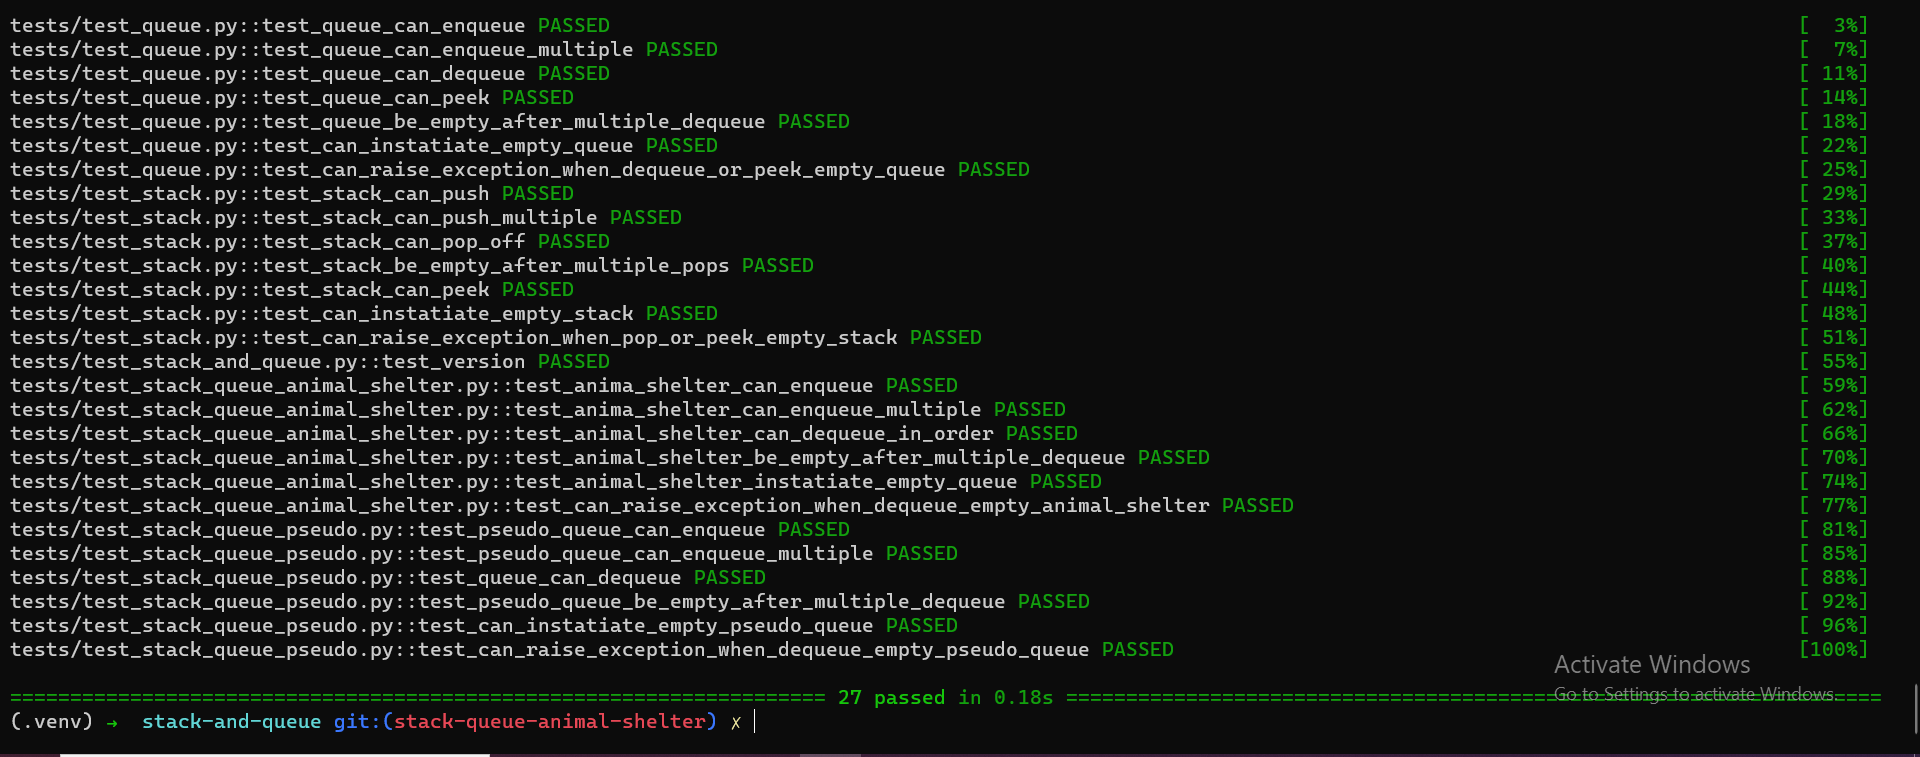 tests/test_queue.py::test_queue_can_enqueue PASSED [  3%]
tests/test_queue.py::test_queue_can_enqueue_multiple PASSED [  7%]
tests/test_queue.py::test_queue_can_dequeue PASSED [ 11%]
tests/test_queue.py::test_queue_can_peek PASSED [ 14%]
tests/test_queue.py::test_queue_be_empty_after_multiple_dequeue PASSED [ 18%]
tests/test_queue.py::test_can_instatiate_empty_queue PASSED [ 22%]
tests/test_queue.py::test_can_raise_exception_when_dequeue_or_peek_empty_queue PASSED [ 25%]
tests/test_stack.py::test_stack_can_push PASSED [ 29%]
tests/test_stack.py::test_stack_can_push_multiple PASSED [ 33%]
tests/test_stack.py::test_stack_can_pop_off PASSED [ 37%]
tests/test_stack.py::test_stack_be_empty_after_multiple_pops PASSED [ 40%]
tests/test_stack.py::test_stack_can_peek PASSED [ 44%]
tests/test_stack.py::test_can_instatiate_empty_stack PASSED [ 48%]
tests/test_stack.py::test_can_raise_exception_when_pop_or_peek_empty_stack PASSED [ 51%]
tests/test_stack_and_queue.py::test_version PASSED [ 55%]
tests/test_stack_queue_animal_shelter.py::test_anima_shelter_can_enqueue PASSED [ 59%]
tests/test_stack_queue_animal_shelter.py::test_anima_shelter_can_enqueue_multiple PASSED [ 62%]
tests/test_stack_queue_animal_shelter.py::test_animal_shelter_can_dequeue_in_order PASSED [ 66%]
tests/test_stack_queue_animal_shelter.py::test_animal_shelter_be_empty_after_multiple_dequeue PASSED [ 70%]
tests/test_stack_queue_animal_shelter.py::test_animal_shelter_instatiate_empty_queue PASSED [ 74%]
tests/test_stack_queue_animal_shelter.py::test_can_raise_exception_when_dequeue_empty_animal_shelter PASSED [ 77%]
tests/test_stack_queue_pseudo.py::test_pseudo_queue_can_enqueue PASSED [ 81%]
tests/test_stack_queue_pseudo.py::test_pseudo_queue_can_enqueue_multiple PASSED [ 85%]
tests/test_stack_queue_pseudo.py::test_queue_can_dequeue PASSED [ 88%]
tests/test_stack_queue_pseudo.py::test_pseudo_queue_be_empty_after_multiple_dequeue PASSED [ 92%]
tests/test_stack_queue_pseudo.py::test_can_instatiate_empty_pseudo_queue PASSED [ 96%]
tests/test_stack_queue_pseudo.py::test_can_raise_exception_when_dequeue_empty_pseudo_queue PASSED [100%]
Activate Windows
Go to Settings to activate Windows.
==================================================================== 27 passed in 0.18s ====================================================================
(.venv) → stack-and-queue git:(stack-queue-animal-shelter) ✗